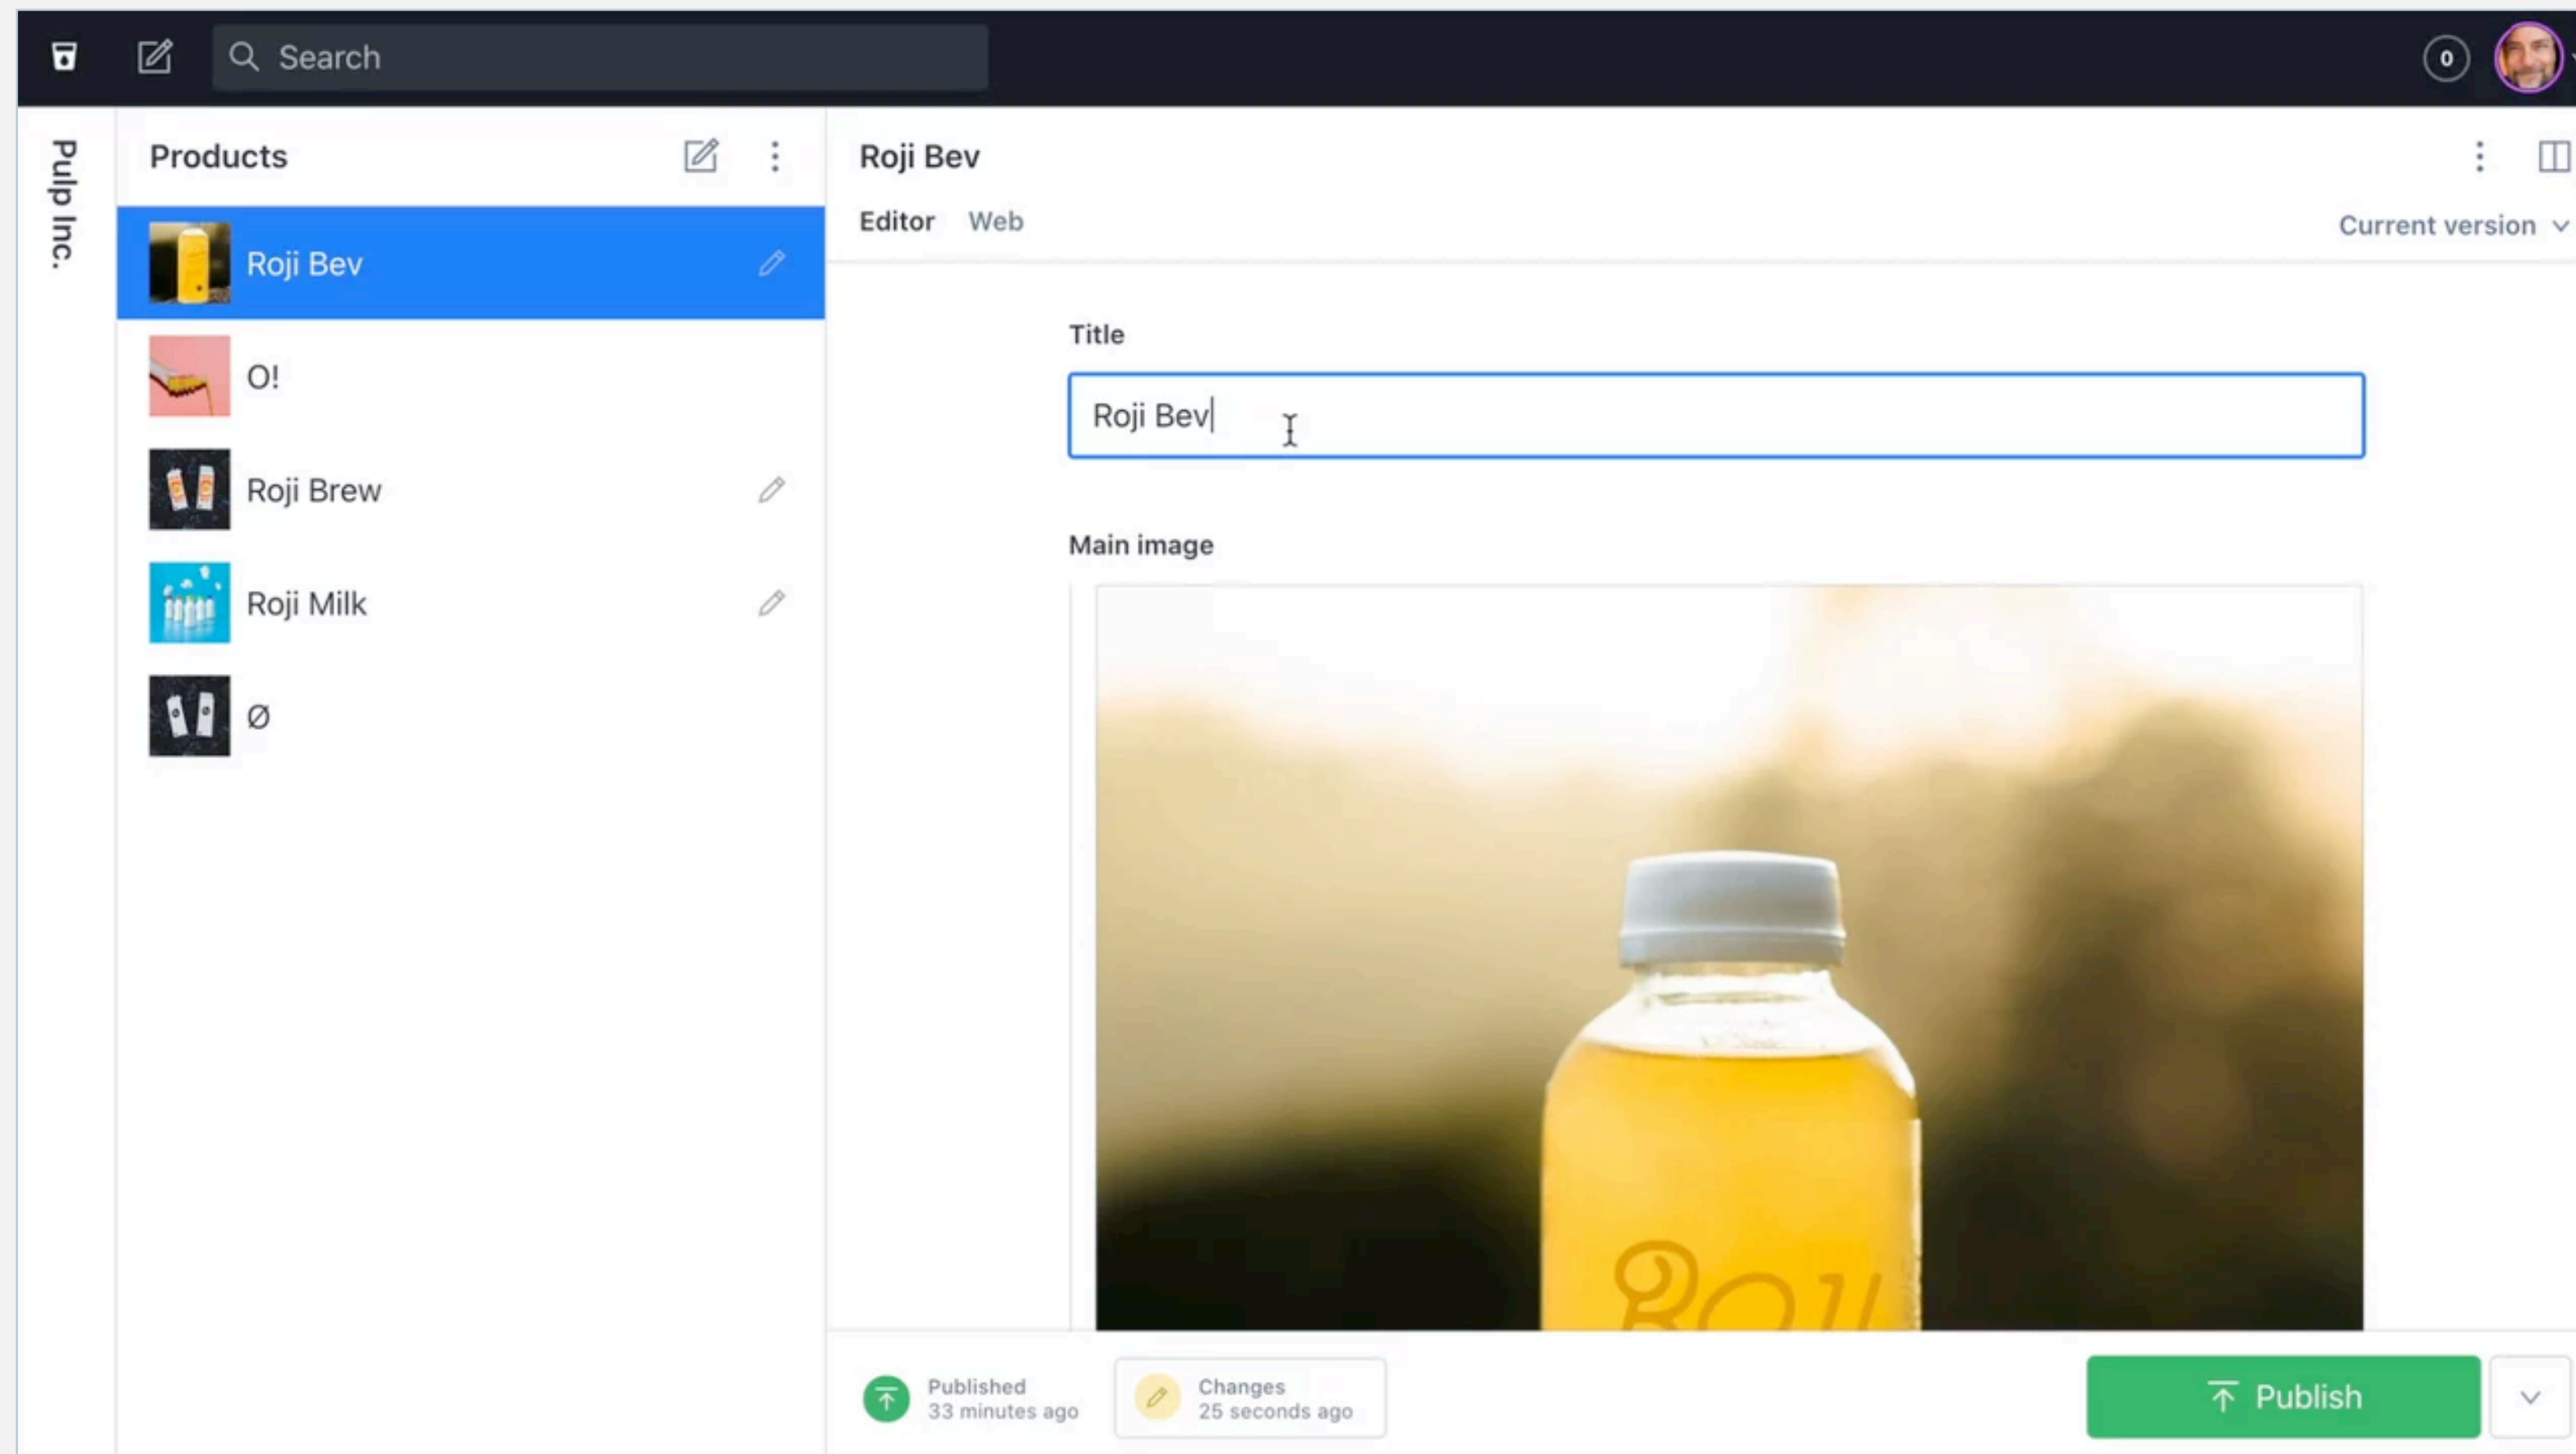 Search
0
Pulp Inc.
Products
Roji Bev
O!
Roji Brew
Roji Milk
Ø
Roji Bev
Editor Web
Current version
Title
Roji Bev
Main image
Roji
Published
33 minutes ago
Changes
25 seconds ago
Publish